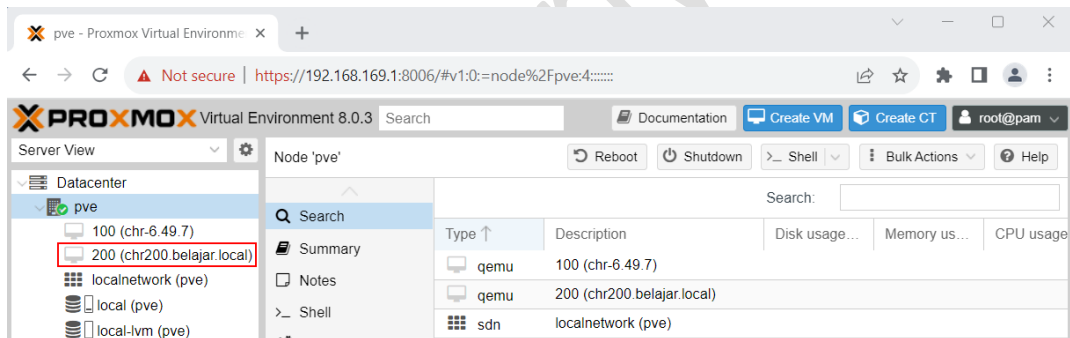 pve - Proxmox Virtual Environme
Not secure https://192.168.169.1:8006/#v1:0:=node%2Fpve:4:::::::
PROXMOX Virtual Environment 8.0.3 Search Documentation Create VM Create CT root@pam
Server View Node 'pve' Reboot Shutdown Shell Bulk Actions Help
Datacenter
pve
100 (chr-6.49.7)
200 (chr200.belajar.local)
localnetwork (pve)
local (pve)
local-lvm (pve)
Search
Summary
Notes
Shell
Search:
Type Description Disk usage... Memory us... CPU usage
qemu 100 (chr-6.49.7)
qemu 200 (chr200.belajar.local)
sdn localnetwork (pve)